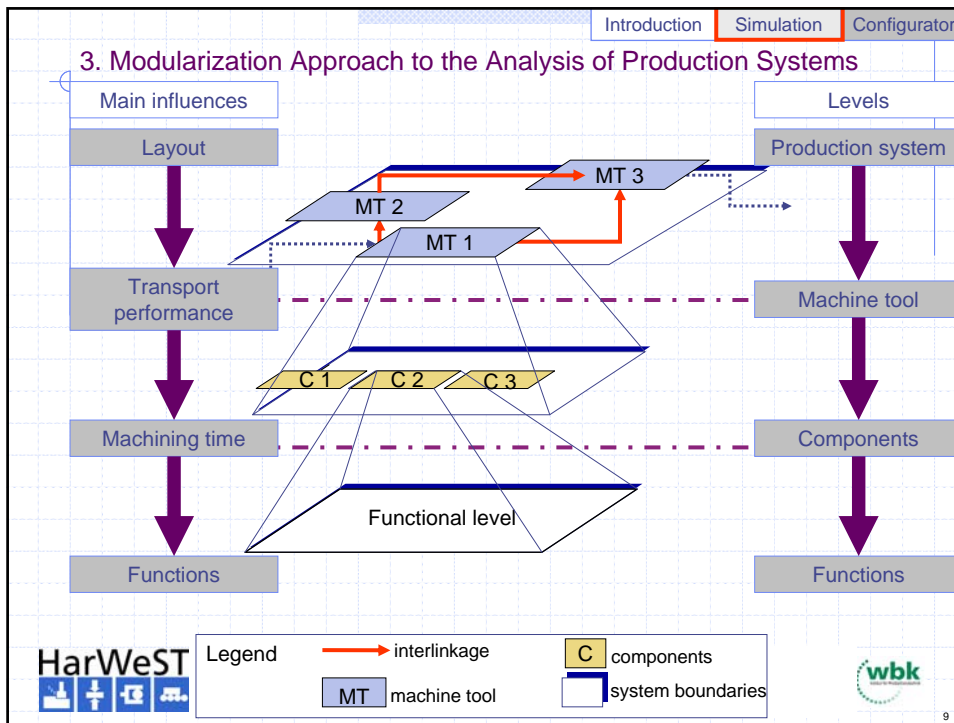 Introduction
Simulation
Configurator
3. Modularization Approach to the Analysis of Production Systems
Main influences
Levels
Layout
Production system
MT 3
MT 2
MT 1
Transport
performance
Machine tool
C 1
C 2
C 3
Machining time
Components
Functional level
Functions
Functions
HarWeST
Legend
interlinkage
C
components
MT
machine tool
system boundaries
wbk
9